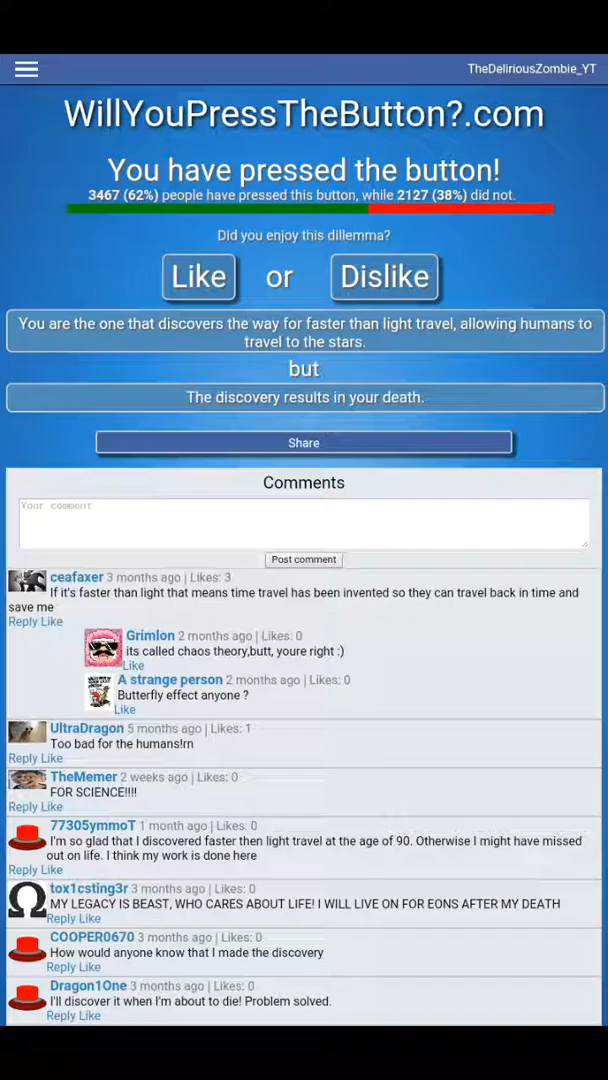 TheDeliriousZombie_YT
WillYouPressTheButton?.com
You have pressed the button!
3467 (62%) people have pressed this button, while 2127 (38%) did not.
Did you enjoy this dillemma?
Like or Dislike
You are the one that discovers the way for faster than light travel, allowing humans to
travel to the stars.
but
The discovery results in your death.
Share
Comments
Your comment
Post comment
ceafaxer 3 months ago | Likes: 3
If it's faster than light that means time travel has been invented so they can travel back in time and
save me
Reply Like
Grimlon 2 months ago | Likes: 0
its called chaos theory,butt, youre right :)
Like
A strange person 2 months ago | Likes: 0
Butterfly effect anyone ?
Like
UltraDragon 5 months ago | Likes: 1
Too bad for the humans!rn
Reply Like
TheMemer 2 weeks ago | Likes: 0
FOR SCIENCE!!!!
Reply Like
77305ymmoT 1 month ago | Likes: 0
I'm so glad that I discovered faster then light travel at the age of 90. Otherwise I might have missed
out on life. I think my work is done here
Reply Like
tox1csting3r 3 months ago | Likes: 0
MY LEGACY IS BEAST, WHO CARES ABOUT LIFE! I WILL LIVE ON FOR EONS AFTER MY DEATH
Reply Like
COOPER0670 3 months ago | Likes: 0
How would anyone know that I made the discovery
Reply Like
Dragon1One 3 months ago | Likes: 0
I'll discover it when I'm about to die! Problem solved.
Reply Like